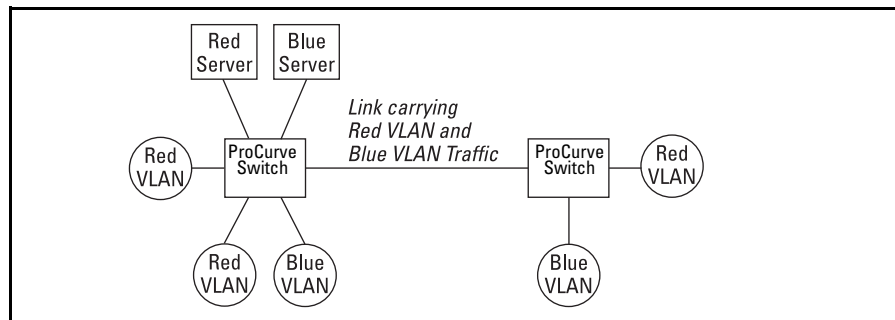 Red
Server
Blue
Server
Link carrying
Red VLAN and
Blue VLAN Traffic
Red
VLAN
ProCurve
Switch
ProCurve
Switch
Red
VLAN
Red
VLAN
Blue
VLAN
Blue
VLAN